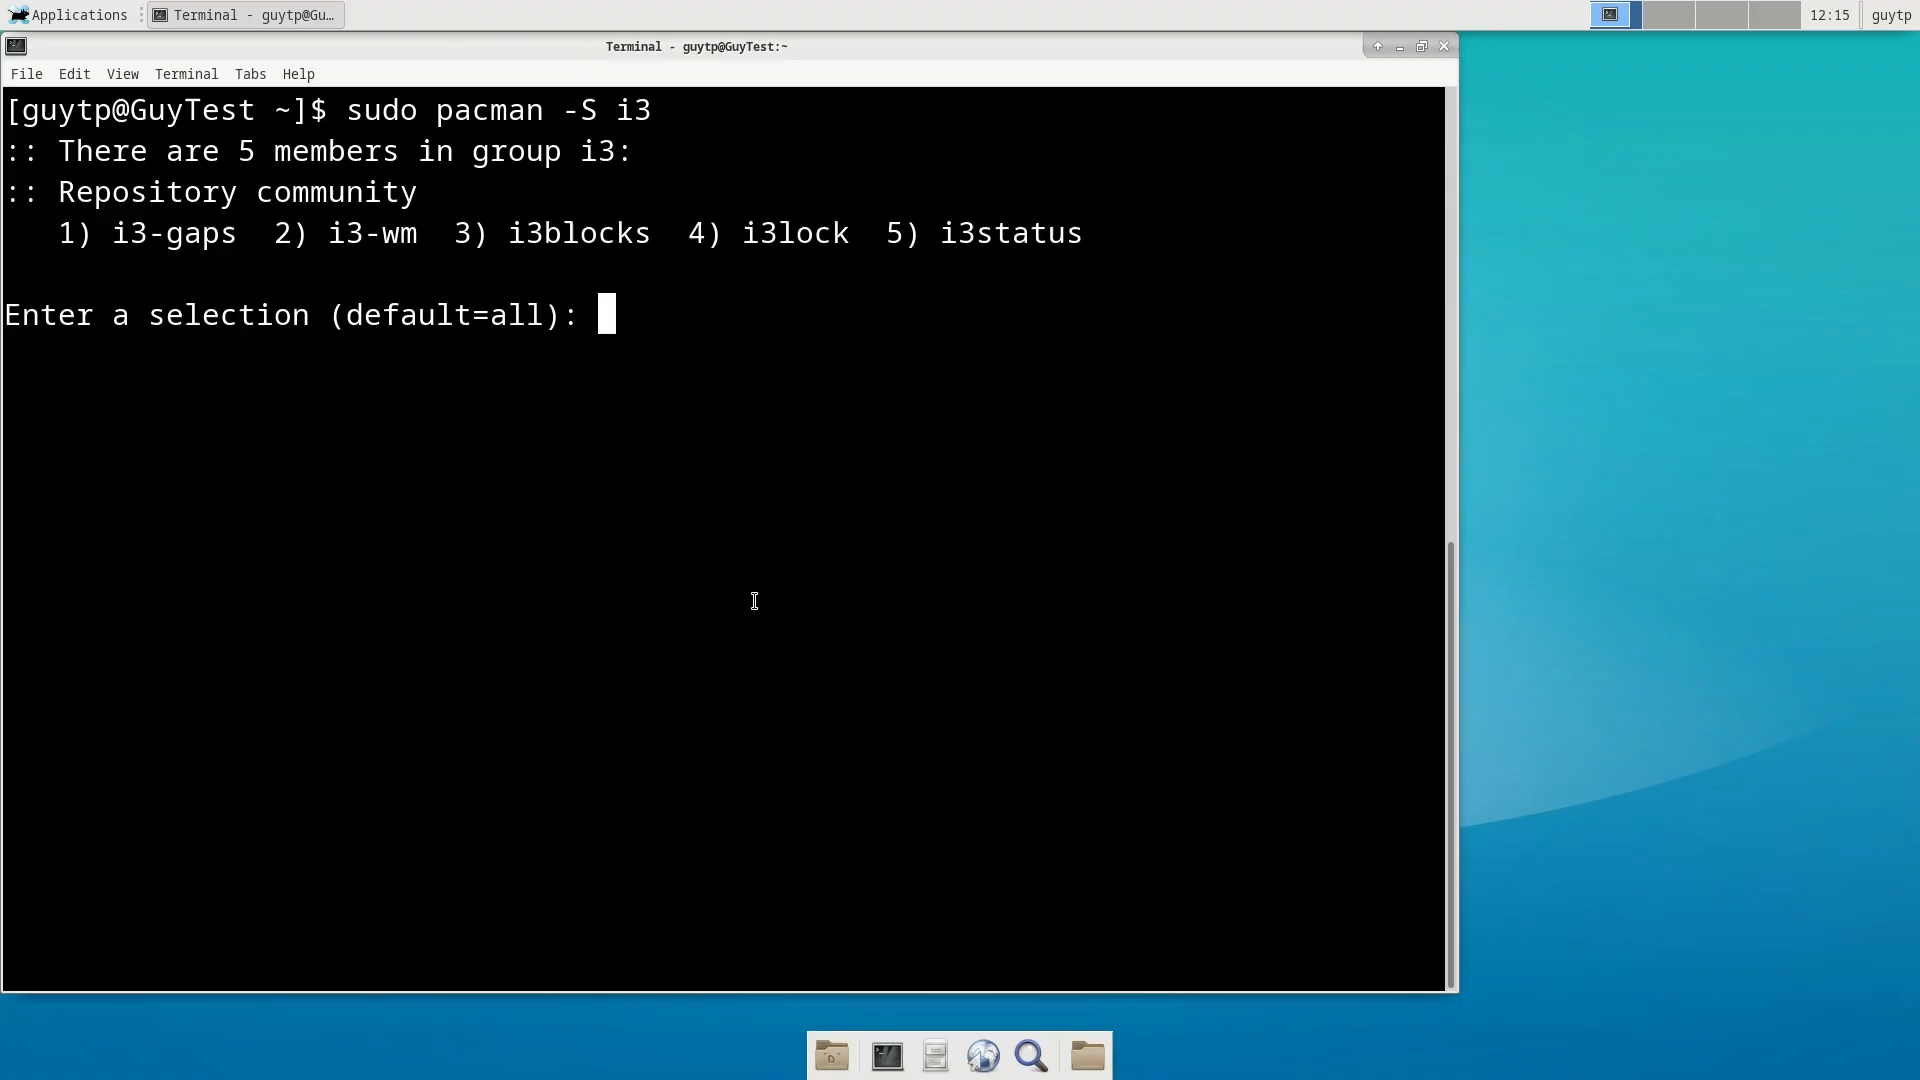 Applications
Terminal - guytp@Gu...
12:15
guytp
Terminal - guytp@GuyTest:~
File Edit View Terminal Tabs Help
[guytp@GuyTest ~]$ sudo pacman -S i3
:: There are 5 members in group i3:
:: Repository community
1) i3-gaps 2) i3-wm 3) i3blocks 4) i3lock 5) i3status
Enter a selection (default=all):